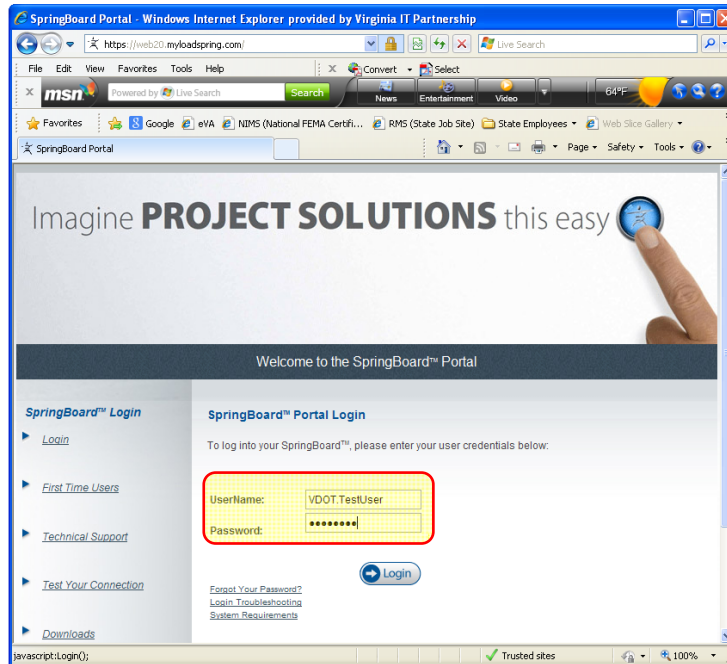 SpringBoard Portal - Windows Internet Explorer provided by Virginia IT Partnership
https://web20.myloadspring.com/
Live Search
File Edit View Favorites Tools Help
X Convert Select
X msn Powered by Live Search Search News Entertainment Video 64°F
Favorites Google eVA NIMS (National FEMA Certifi... RMS (State Job Site) State Employees Web Slice Gallery
SpringBoard Portal
Page Safety Tools
Imagine PROJECT SOLUTIONS this easy
Welcome to the SpringBoard™ Portal
SpringBoard™ Login
Login
First Time Users
Technical Support
Test Your Connection
Downloads
SpringBoard™ Portal Login
To log into your SpringBoard™, please enter your user credentials below:
UserName: VDOT.TestUser
Password: ••••••••
Login
Forgot Your Password?
Login Troubleshooting
System Requirements
javascript:Login(); Trusted sites 100%